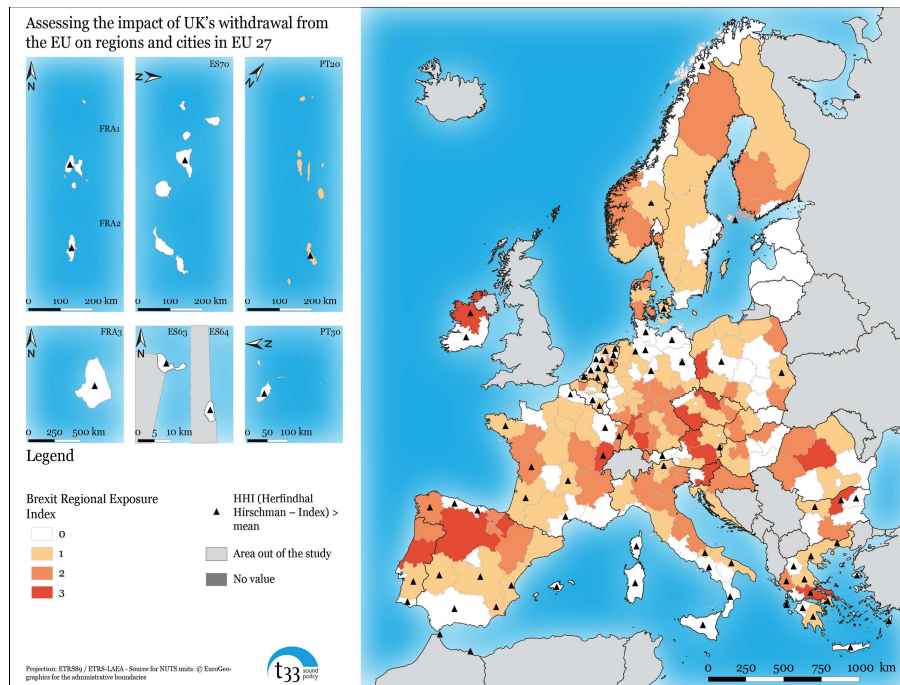 Assessing the impact of UK's withdrawal from
the EU on regions and cities in EU 27
N
FRA1
FRA2
0 100 200 km
N
ES70
0 100 200 km
N
PT20
0 100 200 km
N
FRA3
0 250 500 km
N
ES63
ES64
0 5 10 km
N
PT30
0 50 100 km
Legend
Brexit Regional Exposure
Index
0
1
2
3
HHI (Herfindhal
Hirschman – Index) >
mean
Area out of the study
No value
Projection: ETRS89 / ETRS-LAEA - Source for NUTS units: © EuroGeo-
graphies for the administrative boundaries
t33 sound
policy
0 250 500 750 1000 km